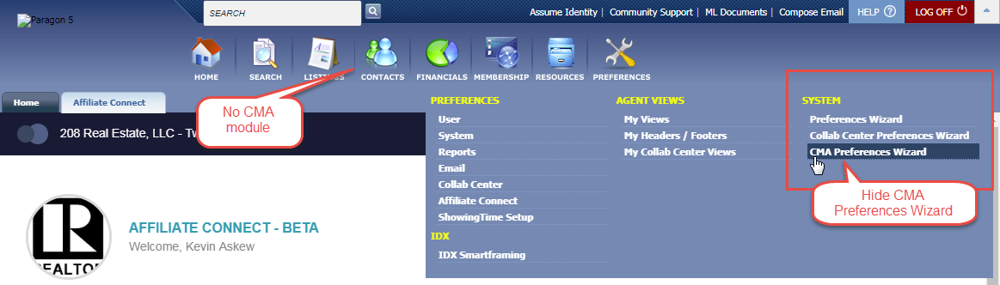 Paragon 5
SEARCH
Assume Identity | Community Support | ML Documents | Compose Email
HELP ?
LOG OFF
HOME
SEARCH
LISTINGS
CONTACTS
FINANCIALS
MEMBERSHIP
RESOURCES
PREFERENCES
Home
Affiliate Connect
No CMA
module
208 Real Estate, LLC - Tw
PREFERENCES
User
System
Reports
Email
Collab Center
Affiliate Connect
ShowingTime Setup
IDX
IDX Smartframing
AGENT VIEWS
My Views
My Headers / Footers
My Collab Center Views
SYSTEM
Preferences Wizard
Collab Center Preferences Wizard
CMA Preferences Wizard
Hide CMA
Preferences Wizard
R
REALTOR
AFFILIATE CONNECT - BETA
Welcome, Kevin Askew